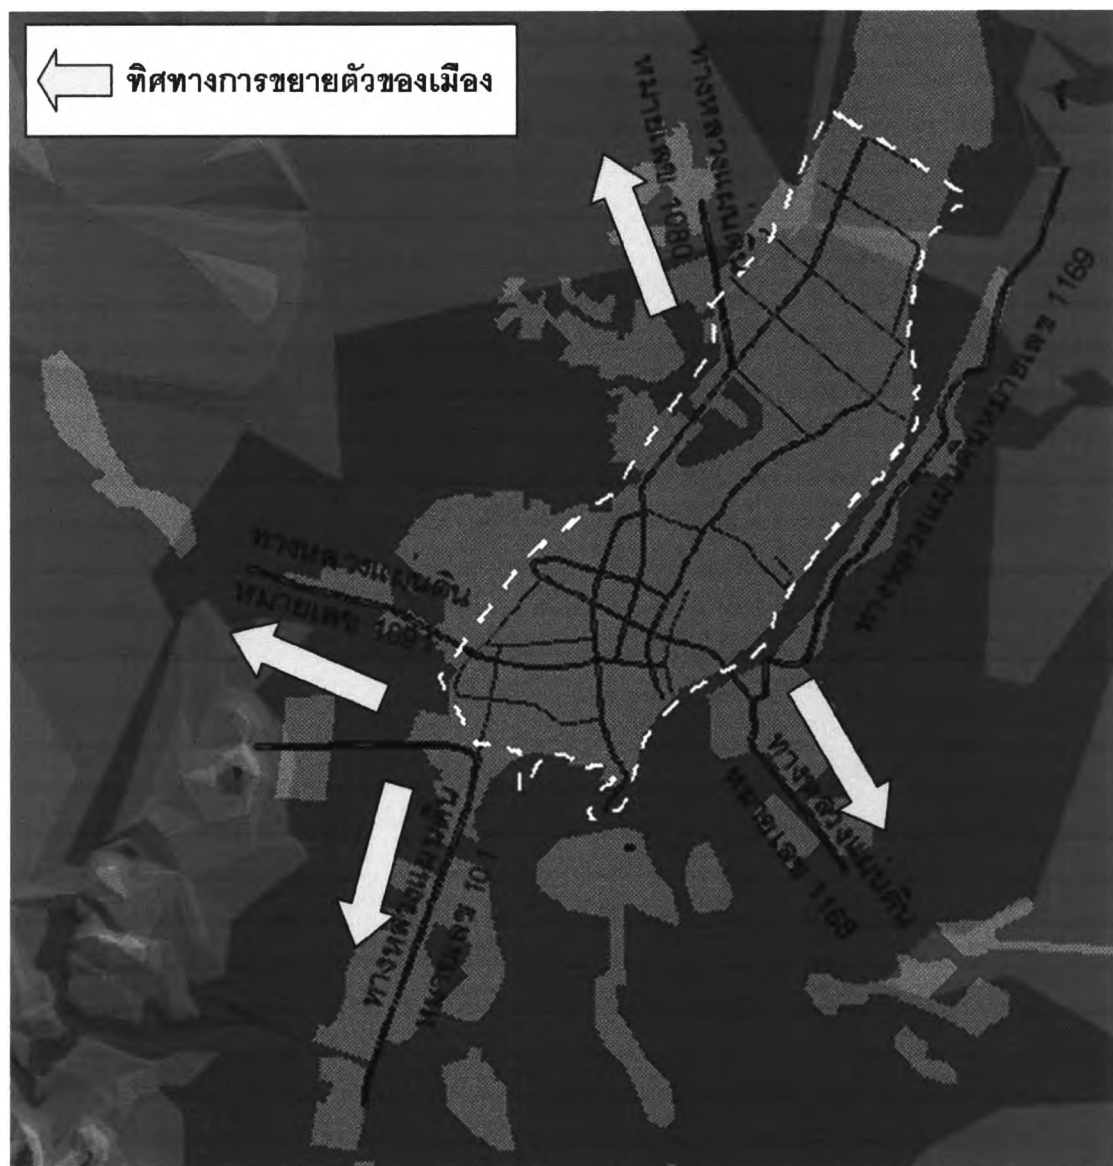 ทิศทางการขยายตัวของเมือง
ทางหลวงแผ่นดิน
หมายเลข 1080
ทางหลวงแผ่นดินหมายเลข 1169
ทางหลวงแผ่นดิน
หมายเลข
ทางหลวงแผ่นดิน
หมายเลข 1168
ทางหลวงแผ่นดิน
หมายเลข